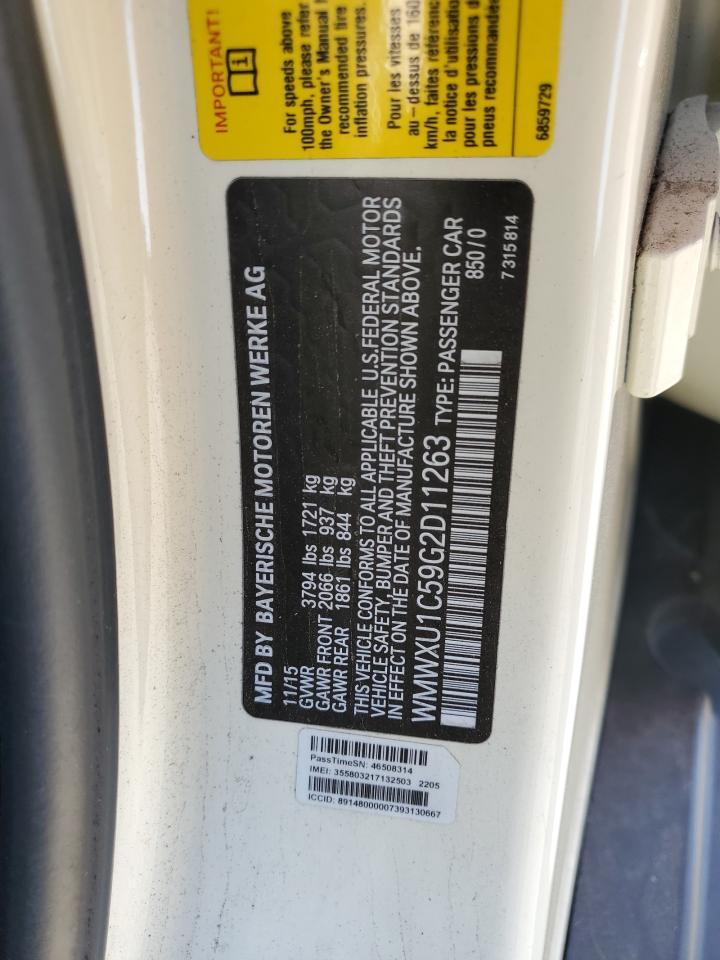 IMPORTANT!
For speeds above
100mph, please refer
the Owner's Manual
recommended tire
inflation pressures.
Pour les vitesses
au - dessus de 160
km/h, faites
la notice d'utilisation
pour les pressions
pneus
6859729
MFD BY BAYERISCHE MOTOREN WERKE AG
11/15
GVWR 3794 lbs 1721 kg
GAWR FRONT 2066 lbs 937 kg
GAWR REAR 1861 lbs 844 kg
THIS VEHICLE CONFORMS TO ALL APPLICABLE U.S.FEDERAL MOTOR
VEHICLE SAFETY, BUMPER AND THEFT PREVENTION STANDARDS
IN EFFECT ON THE DATE OF MANUFACTURE SHOWN ABOVE.
WMWXU1C59G2D11263 TYPE: PASSENGER CAR
850 / 0
7 315 814
PassTimeSN: 46508314
IMEI: 355803217132503 2205
ICCID: 89148000007393130667